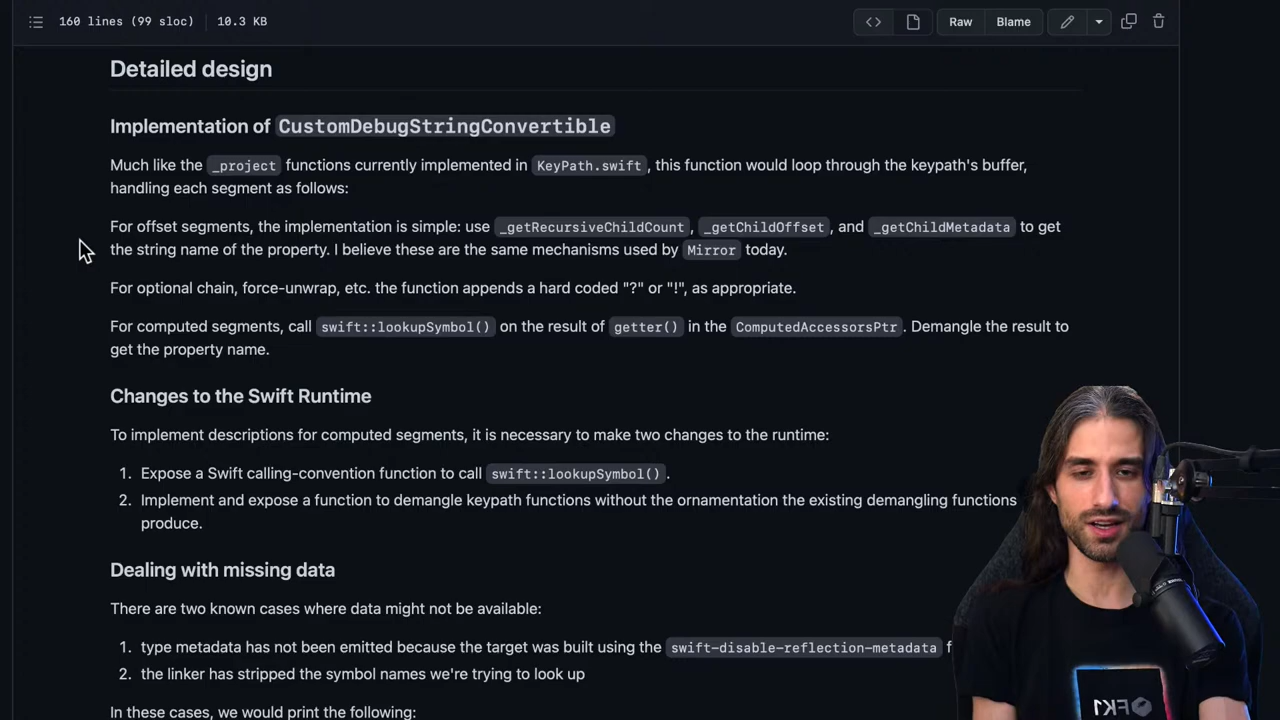 160 lines (99 sloc)
10.3 KB
Raw
Blame
Detailed design
Implementation of CustomDebugStringConvertible
Much like the _project functions currently implemented in KeyPath.swift, this function would loop through the keypath's buffer,
handling each segment as follows:
For offset segments, the implementation is simple: use _getRecursiveChildCount, _getChildOffset, and _getChildMetadata to get
the string name of the property. I believe these are the same mechanisms used by Mirror today.
For optional chain, force-unwrap, etc. the function appends a hard coded "?" or "!", as appropriate.
For computed segments, call swift::lookupSymbol() on the result of getter() in the ComputedAccessorsPtr. Demangle the result to
get the property name.
Changes to the Swift Runtime
To implement descriptions for computed segments, it is necessary to make two changes to the runtime:
1. Expose a Swift calling-convention function to call swift::lookupSymbol().
2. Implement and expose a function to demangle keypath functions without the ornamentation the existing demangling functions
produce.
Dealing with missing data
There are two known cases where data might not be available:
1. type metadata has not been emitted because the target was built using the swift-disable-reflection-metadata f
2. the linker has stripped the symbol names we're trying to look up
In these cases, we would print the following:
FK1